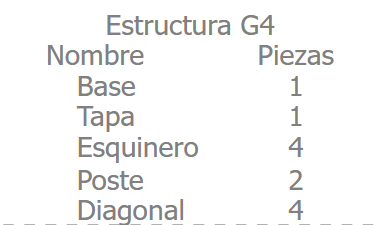 Estructura G4
Nombre Piezas
Base 1
Tapa 1
Esquinero 4
Poste 2
Diagonal 4